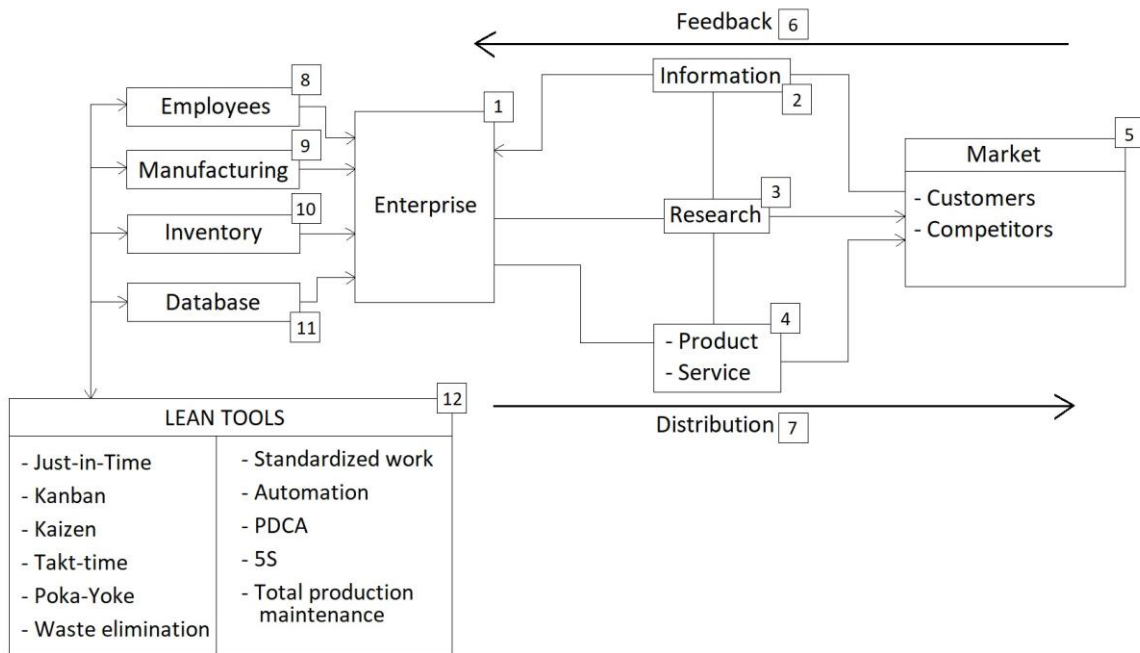 Feedback 6
Information
2
8
Employees
1
9
Manufacturing
10
Inventory
Database
11
Enterprise
3
Research
5
Market
- Customers
- Competitors
4
- Product
- Service
Distribution 7
12
LEAN TOOLS
- Just-in-Time
- Kanban
- Kaizen
- Takt-time
- Poka-Yoke
- Waste elimination
- Standardized work
- Automation
- PDCA
- 5S
- Total production
maintenance